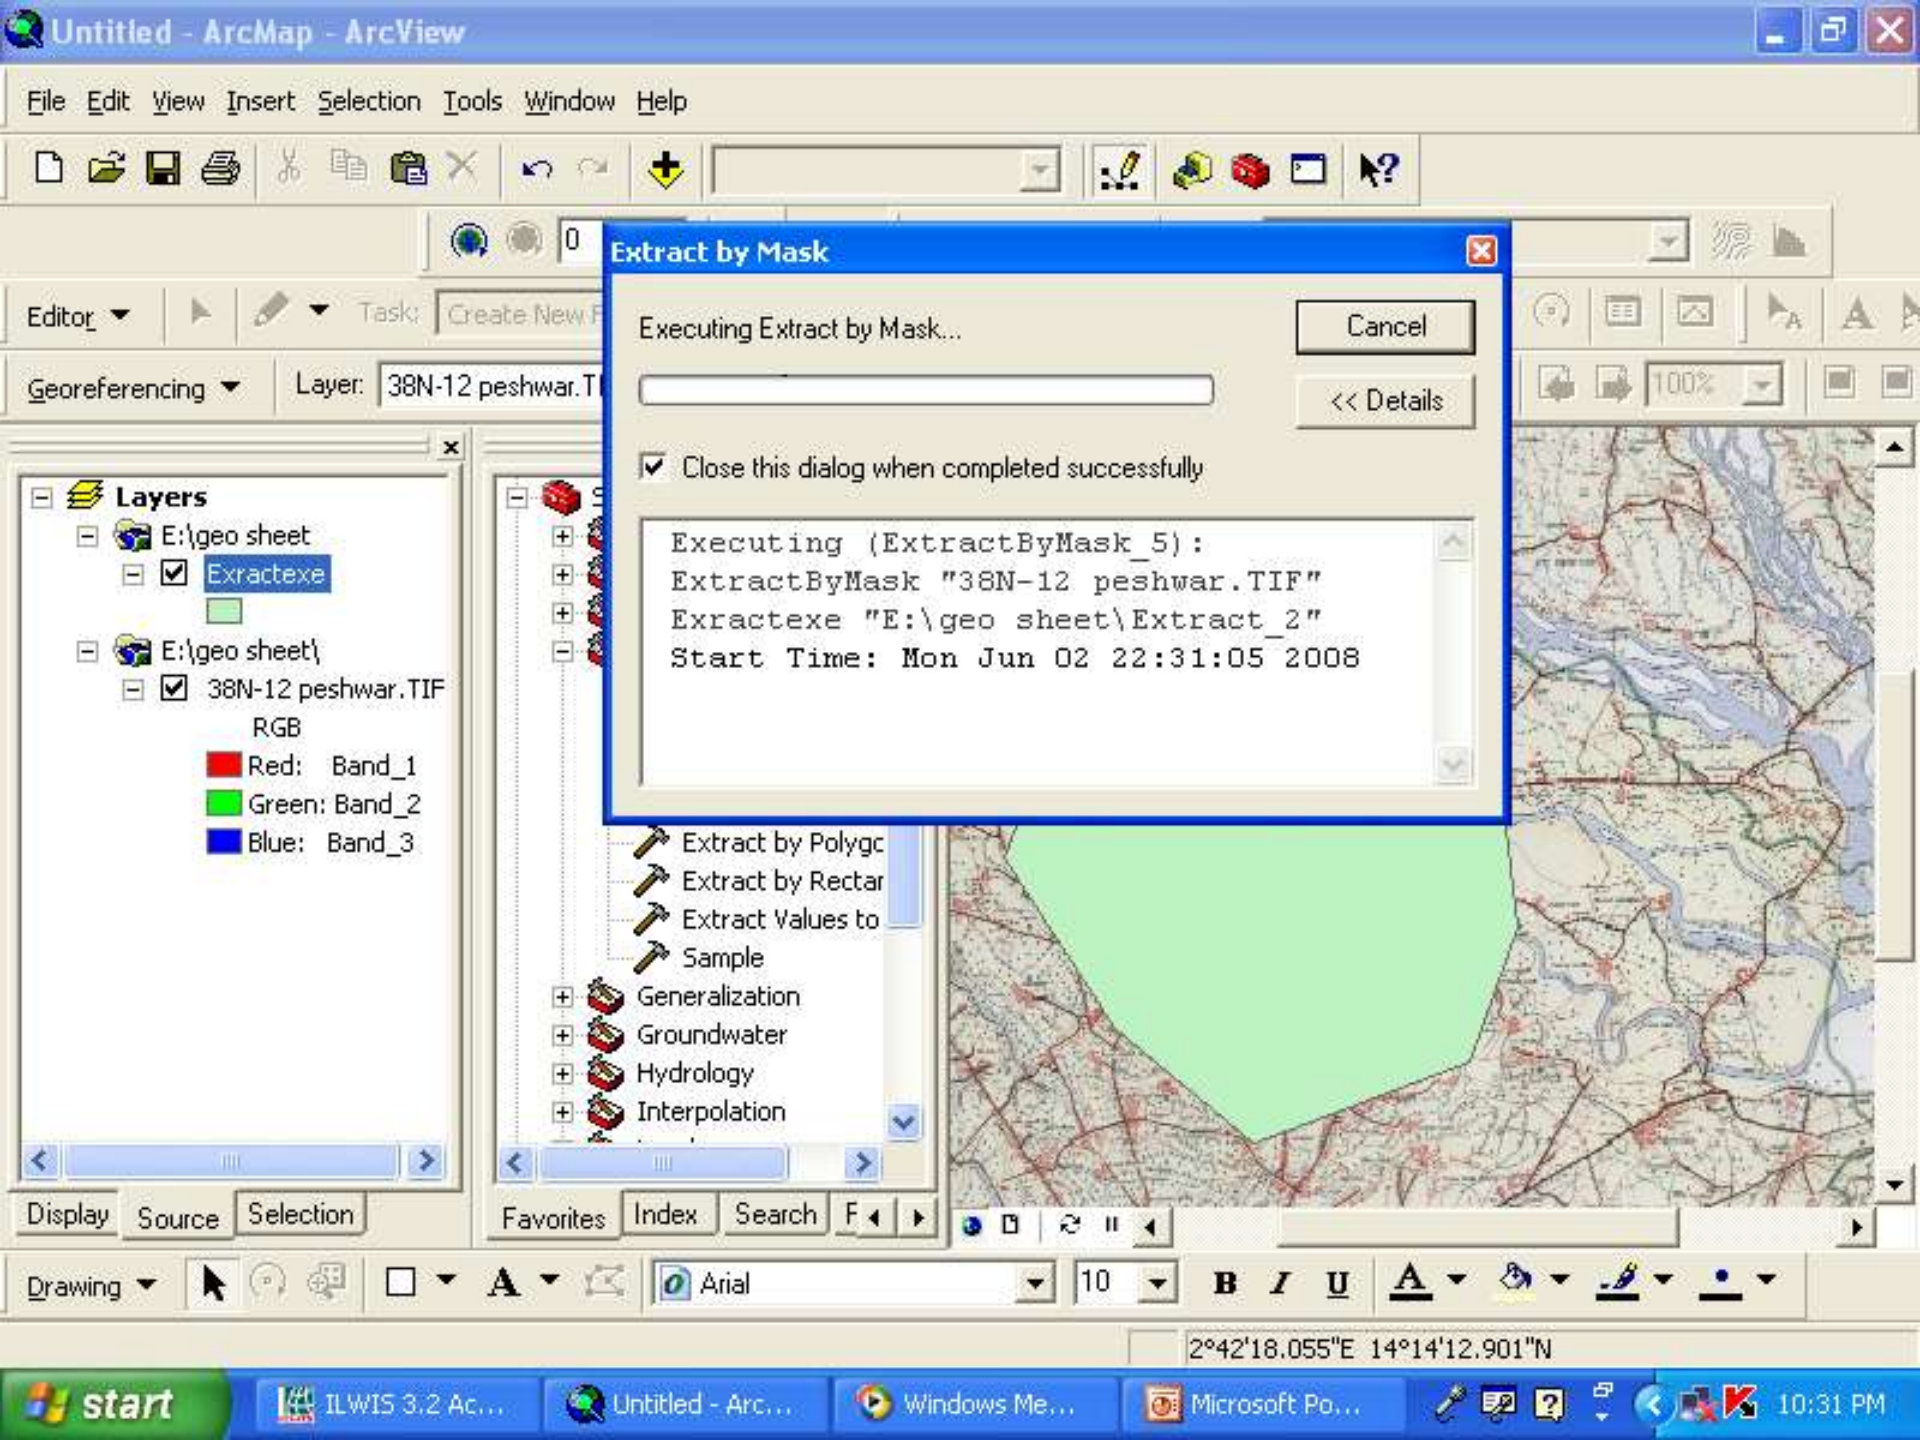 Untitled - ArcMap - ArcView
File Edit View Insert Selection Tools Window Help
0
Editor Task: Create New F
Georeferencing Layer: 38N-12 peshwar.TI
100%
Extract by Mask
Executing Extract by Mask...
Cancel
<< Details
Close this dialog when completed successfully
Executing (ExtractByMask_5):
ExtractByMask "38N-12 peshwar.TIF"
Exractexe "E:\geo sheet\Extract_2"
Start Time: Mon Jun 02 22:31:05 2008
Layers
E:\geo sheet
Exractexe
E:\geo sheet\
38N-12 peshwar.TIF
RGB
Red: Band_1
Green: Band_2
Blue: Band_3
Extract by Polygo
Extract by Rectar
Extract Values to
Sample
Generalization
Groundwater
Hydrology
Interpolation
Display Source Selection
Favorites Index Search F
Drawing A Arial 10 B I U A
2°42'18.055"E 14°14'12.901"N
start ILWIS 3.2 Ac... Untitled - Arc... Windows Me... Microsoft Po... 10:31 PM